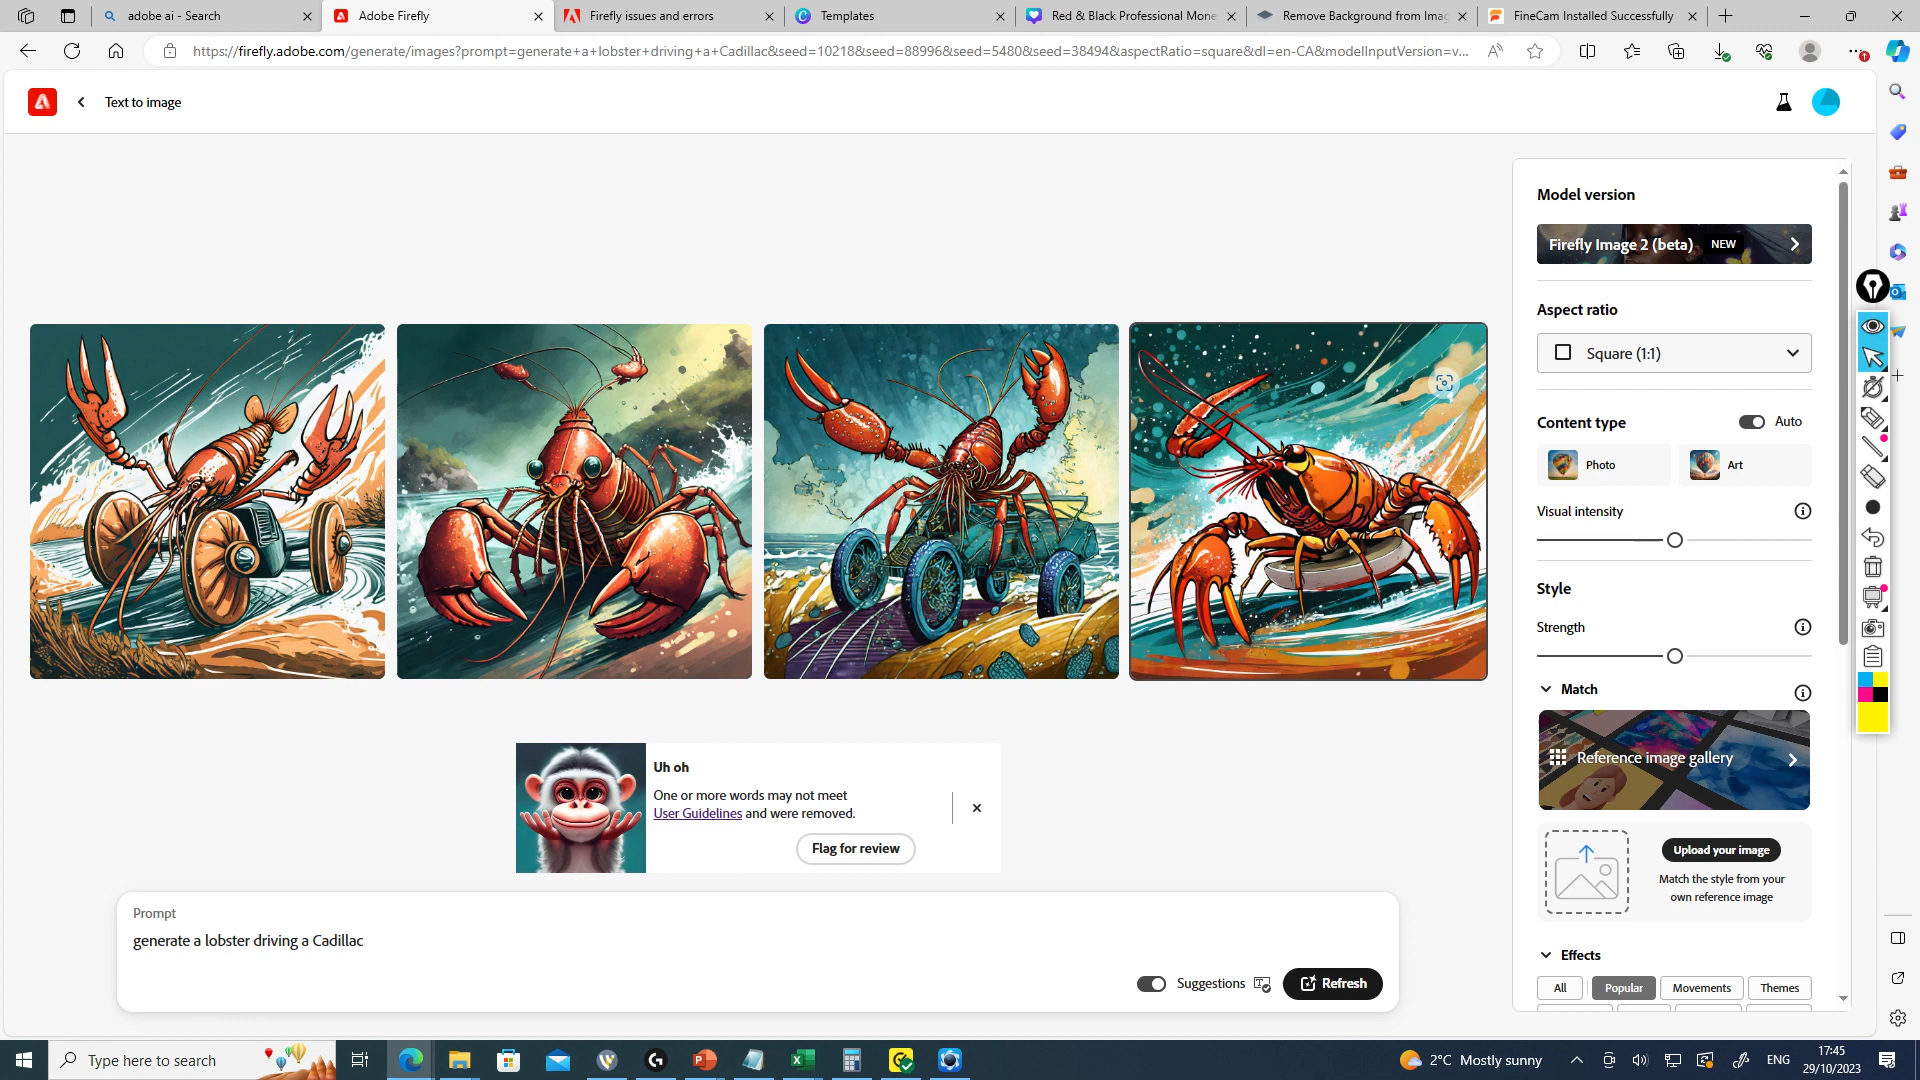 adobe ai - Search
Adobe Firefly
Firefly issues and errors
Templates
Red & Black Professional Mone
Remove Background from Imag
FineCam Installed Successfully
https://firefly.adobe.com/generate/images?prompt=generate+a+lobster+driving+a+Cadillac&seed=10218&seed=88996&seed=5480&seed=38494&aspectRatio=square&dl=en-CA&modelInputVersion=v...
Text to image
Model version
Firefly Image 2 (beta) NEW
Aspect ratio
Square (1:1)
Content type
Auto
Photo
Art
Visual intensity
Style
Strength
Match
Reference image gallery
Upload your image
Match the style from your
own reference image
Effects
All
Popular
Movements
Themes
Uh oh
One or more words may not meet
User Guidelines and were removed.
Flag for review
Prompt
generate a lobster driving a Cadillac
Suggestions
Refresh
Type here to search
2°C Mostly sunny
ENG
17:45
29/10/2023